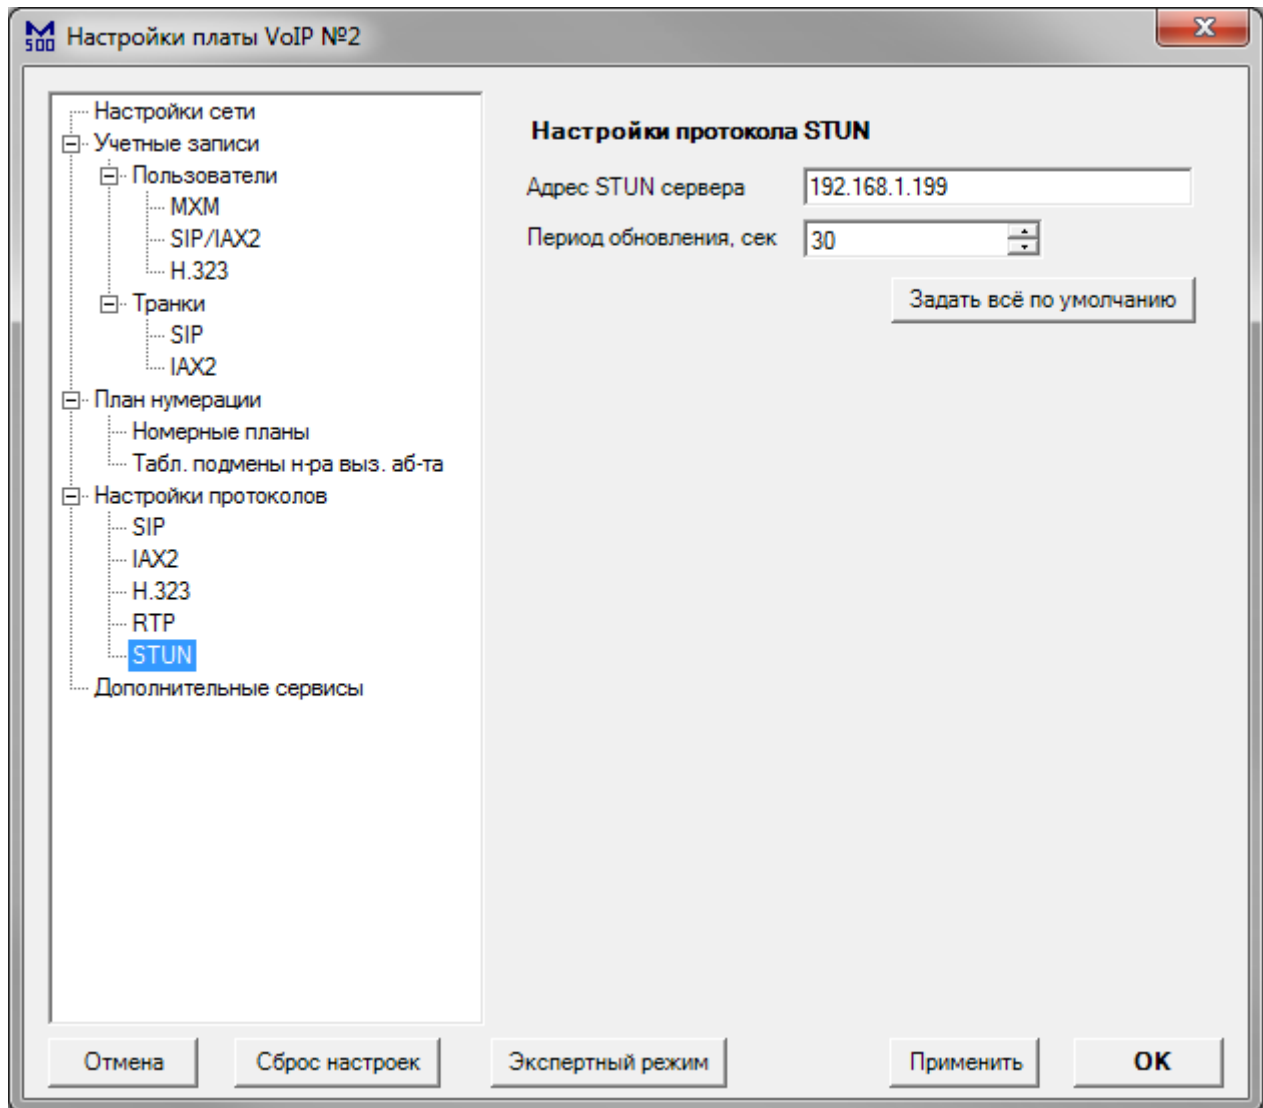 M500 Настройки платы VoIP №2
Настройки сети
Учетные записи
Пользователи
MXM
SIP/IAX2
H.323
Транки
SIP
IAX2
План нумерации
Номерные планы
Табл. подмены н-ра выз. аб-та
Настройки протоколов
SIP
IAX2
H.323
RTP
STUN
Дополнительные сервисы
Настройки протокола STUN
Адрес STUN сервера 192.168.1.199
Период обновления, сек 30
Задать всё по умолчанию
Отмена Сброс настроек Экспертный режим Применить OK